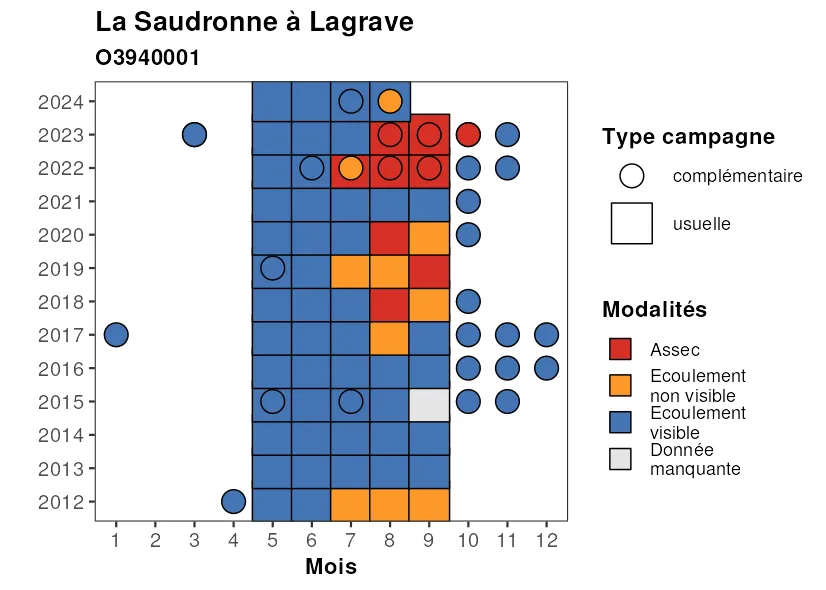 La Saudronne à Lagrave
O3940001
2024
2023
2022
2021
2020
2019
2018
2017
2016
2015
2014
2013
2012
1 2 3 4 5 6 7 8 9 10 11 12
Mois
Type campagne
complémentaire
usuelle
Modalités
Assec
Ecoulement
non visible
Ecoulement
visible
Donnée
manquante